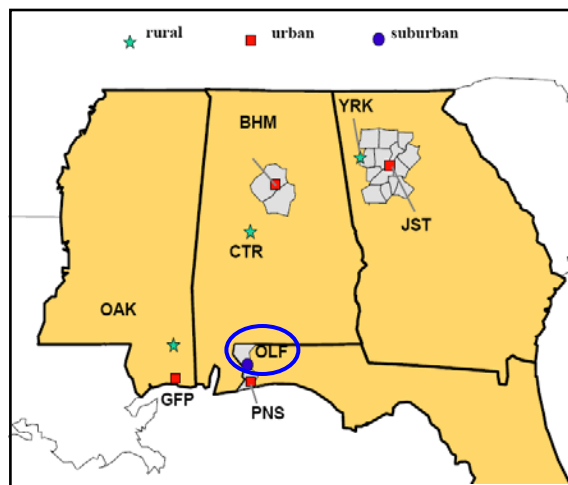 rural urban suburban
YRK
BHM
JST
CTR
OAK
OLF
GFP
PNS